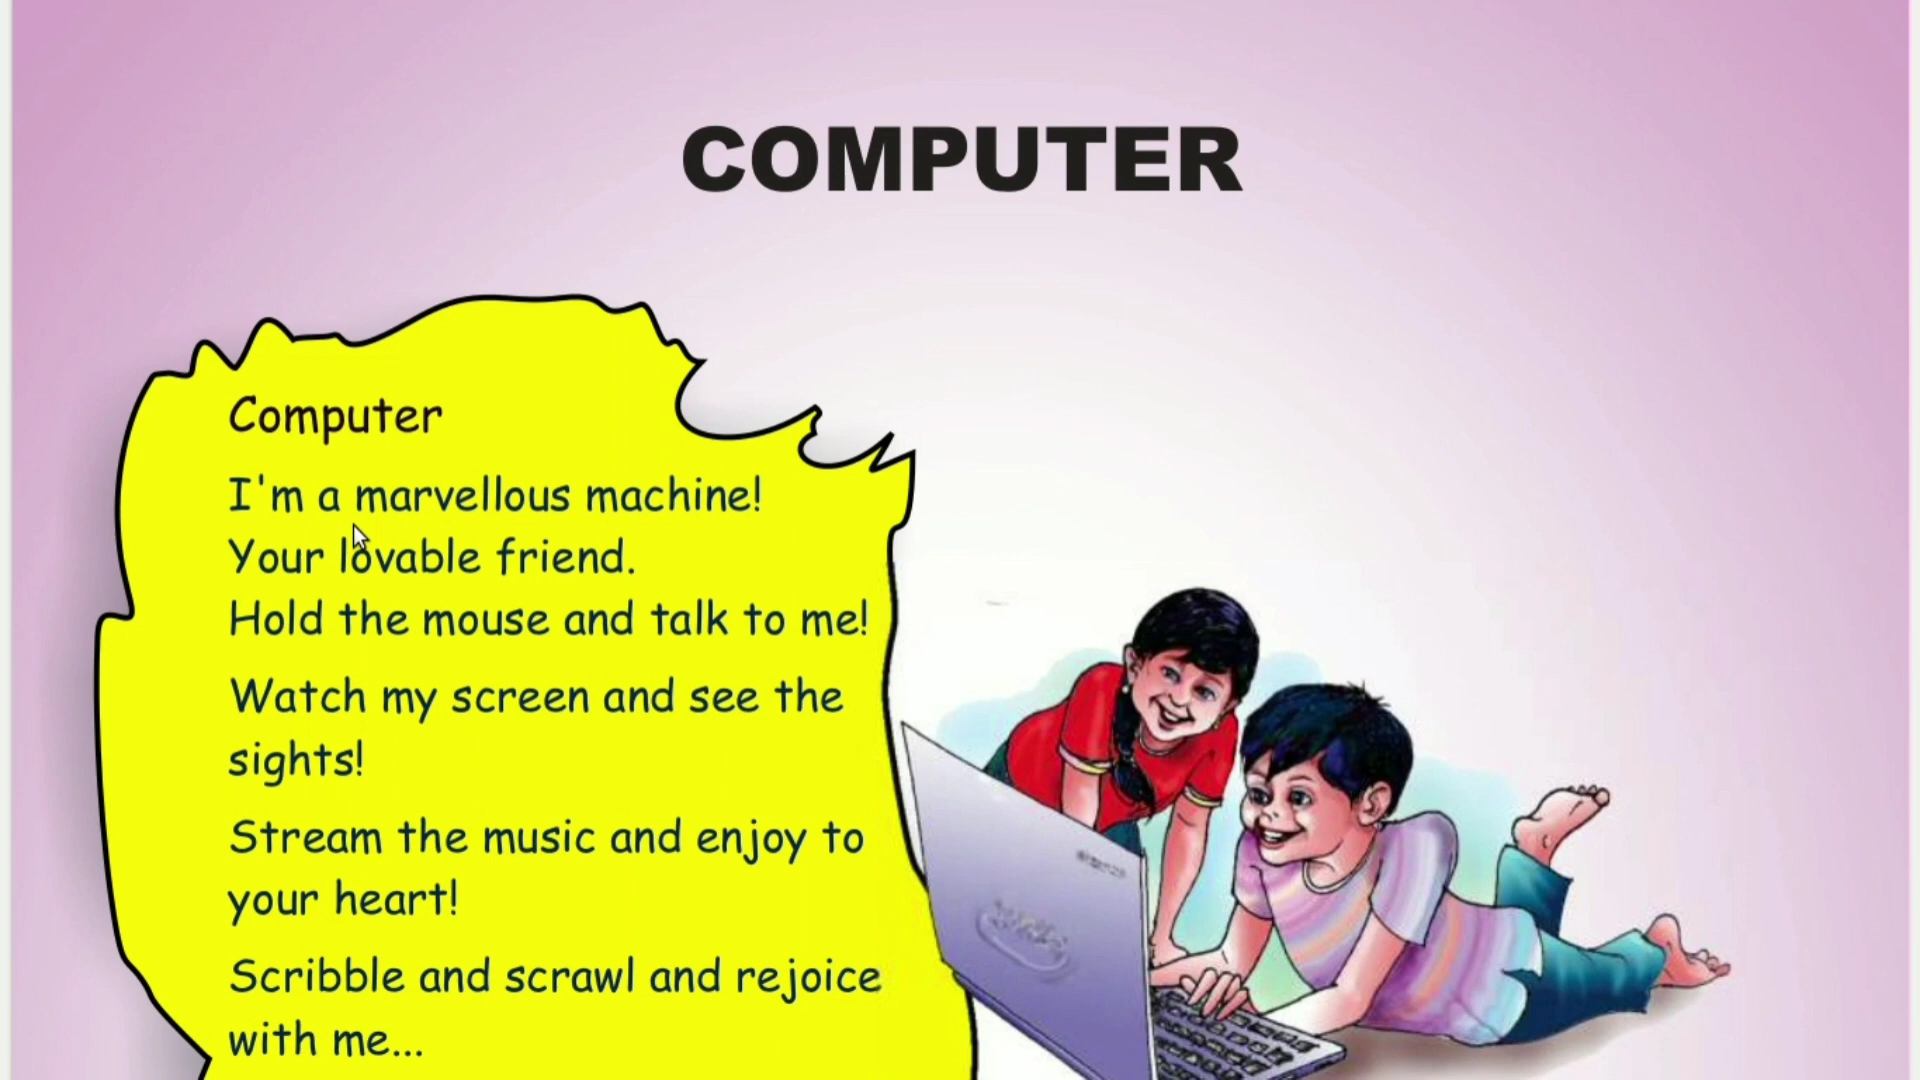 COMPUTER
Computer
I'm a marvellous machine!
Your lovable friend.
Hold the mouse and talk to me!
Watch my screen and see the
sights!
Stream the music and enjoy to
your heart!
Scribble and scrawl and rejoice
with me...